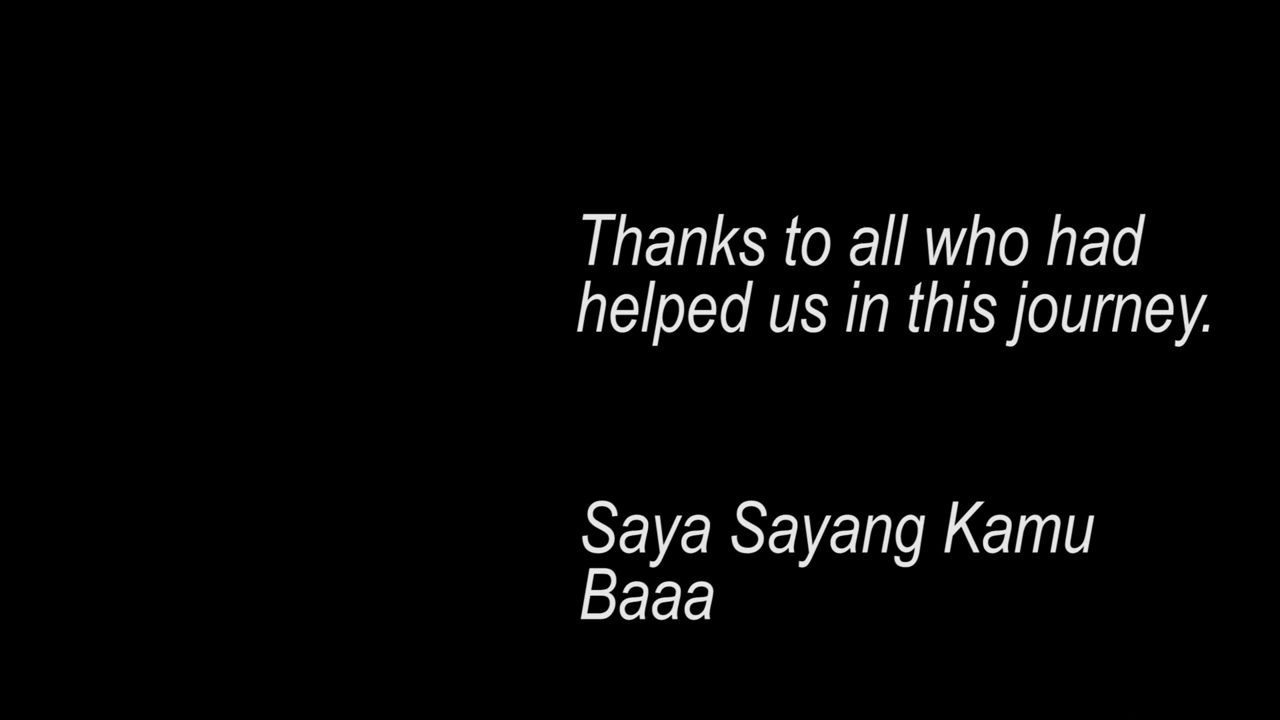 Thanks to all who had
helped us in this journey.
Saya Sayang Kamu
Baaa